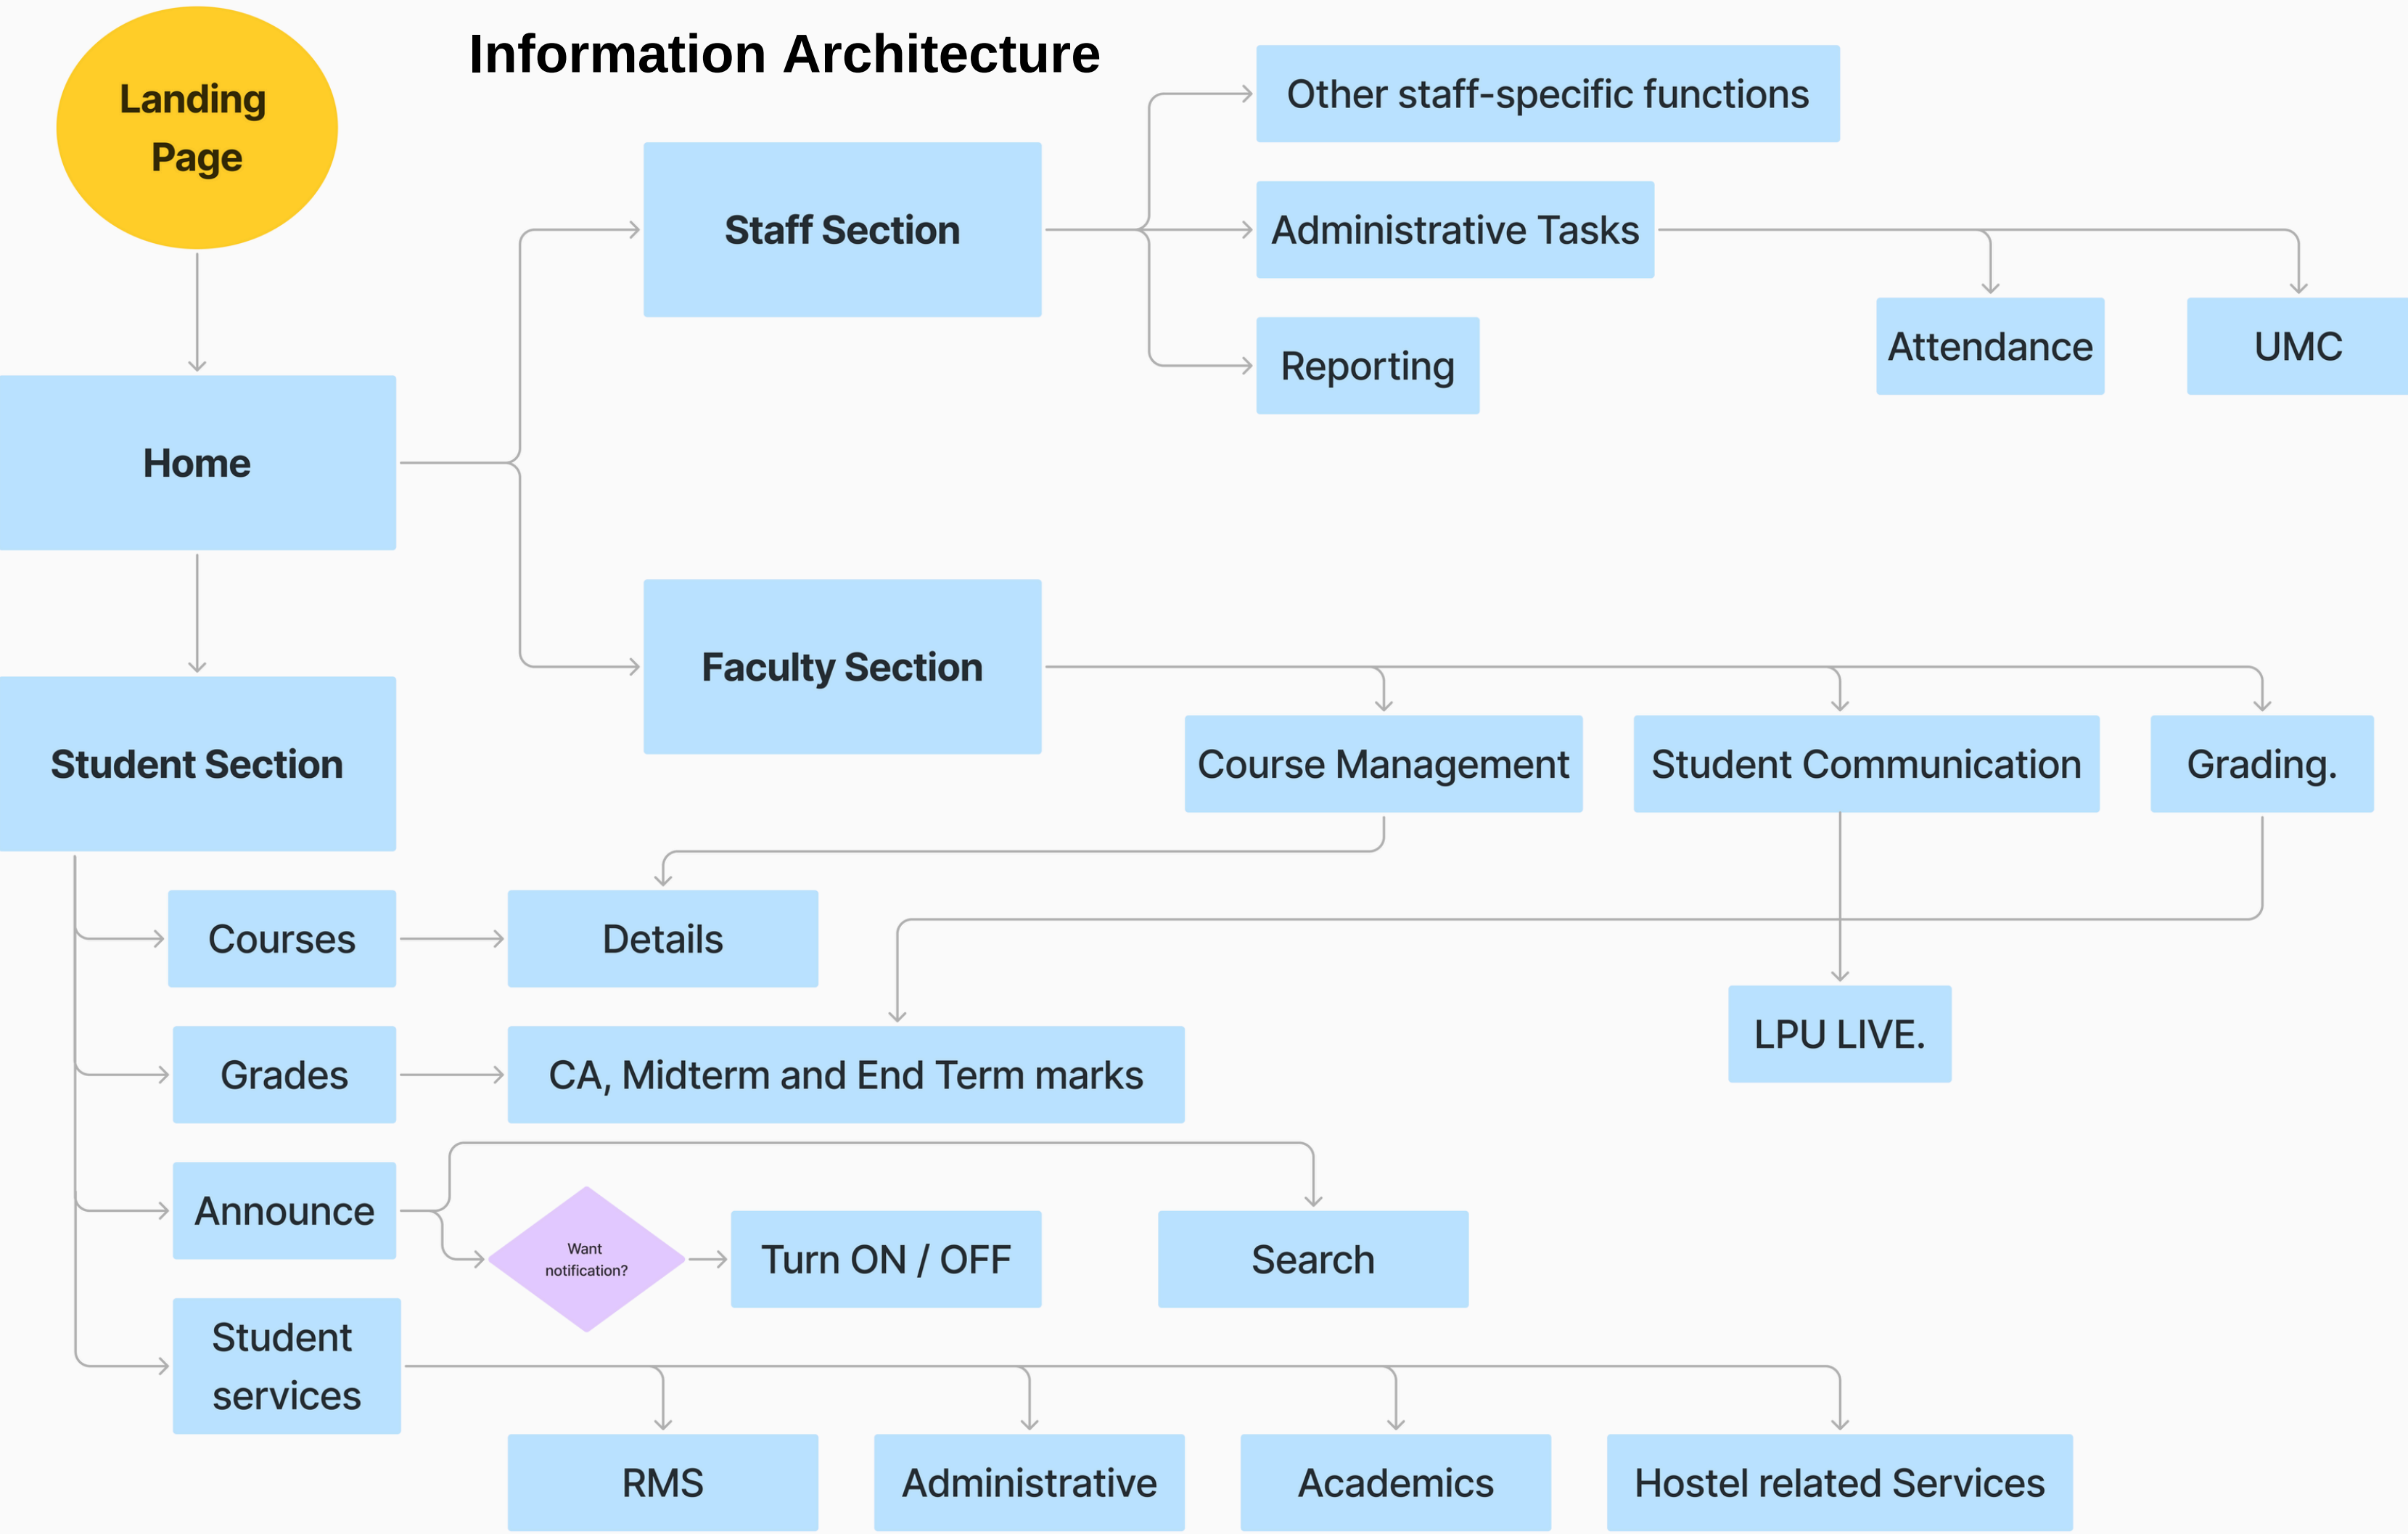 Information Architecture
Landing
Page
Other staff-specific functions
Staff Section
Administrative Tasks
Reporting
Attendance
UMC
Home
Faculty Section
Student Section
Course Management
Student Communication
Grading.
Courses
Details
LPU LIVE.
Grades
CA, Midterm and End Term marks
Announce
Want
notification?
Turn ON / OFF
Search
Student
services
RMS
Administrative
Academics
Hostel related Services